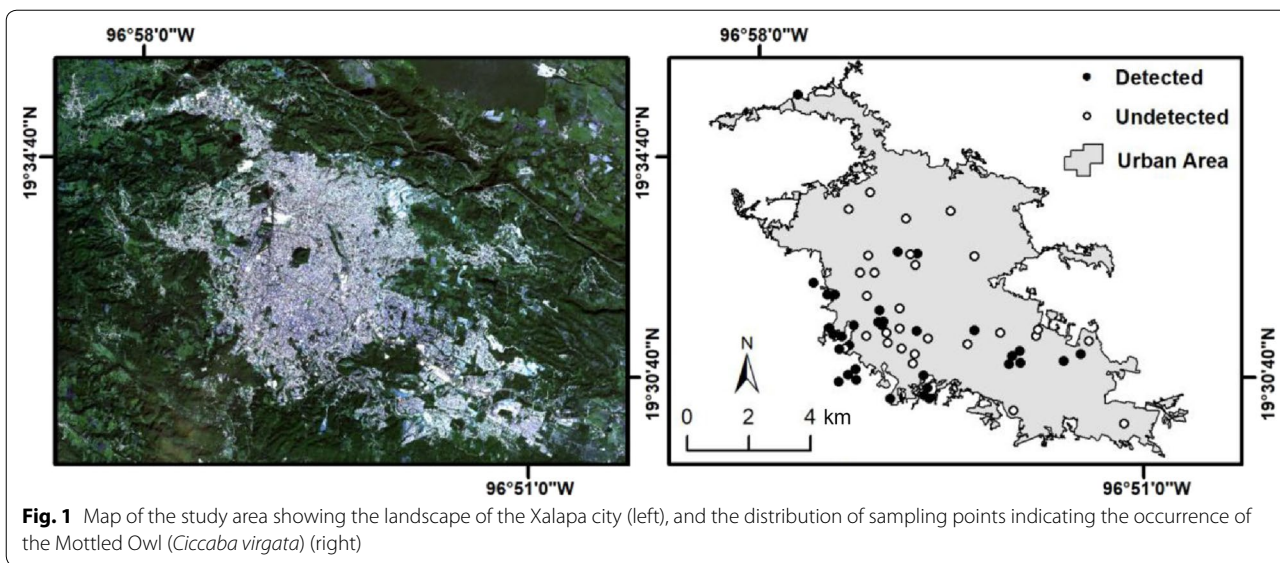 96°58'0"W
96°58'0"W
19°34'40"N
19°30'40"N
96°51'0"W
19°34'40"N
Detected
Undetected
Urban Area
N
0 2 4 km
19°30'40"N
96°51'0"W
Fig. 1 Map of the study area showing the landscape of the Xalapa city (left), and the distribution of sampling points indicating the occurrence of
the Mottled Owl (Ciccaba virgata) (right)